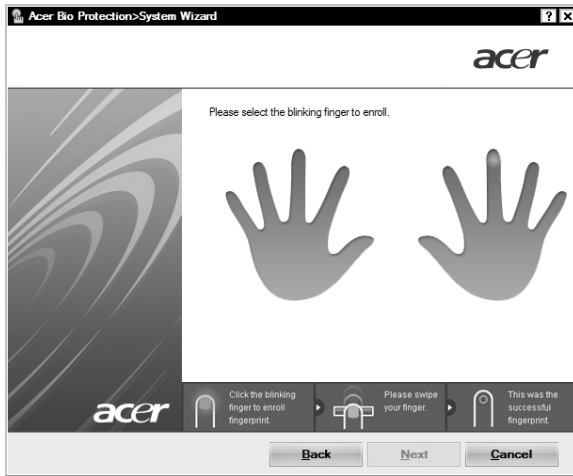 Acer Bio Protection>System Wizard
acer
Please select the blinking finger to enroll.
acer
Click the blinking
finger to enroll
fingerprint.
Please swipe
your finger.
This was the
successful
fingerprint.
Back
Next
Cancel